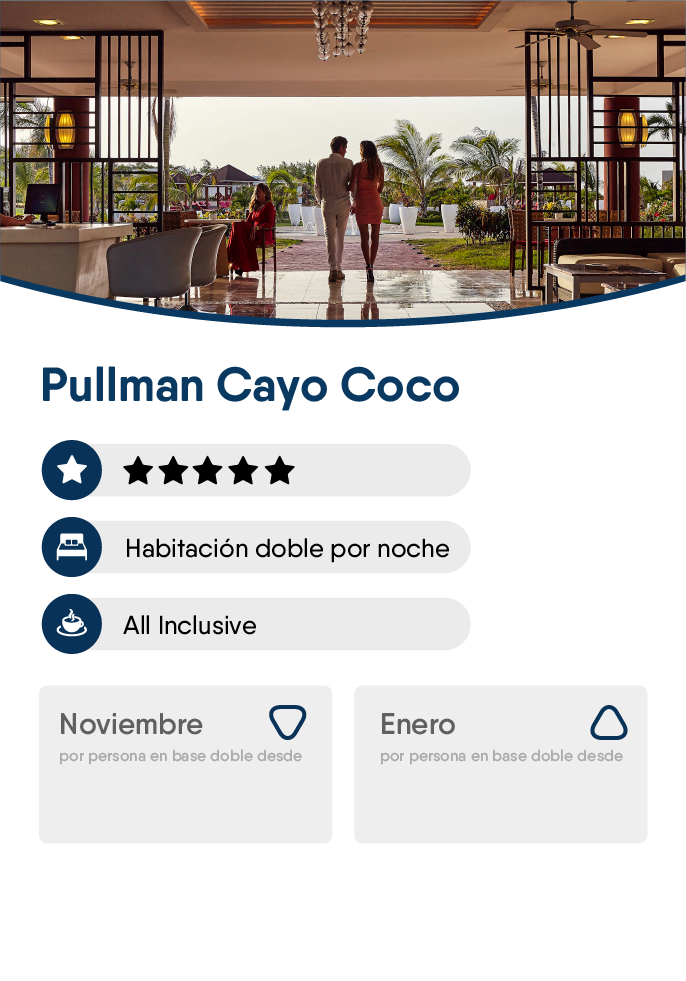 Pullman Cayo Coco
Habitación doble por noche
All Inclusive
Noviembre
por persona en base doble desde
Enero
por persona en base doble desde